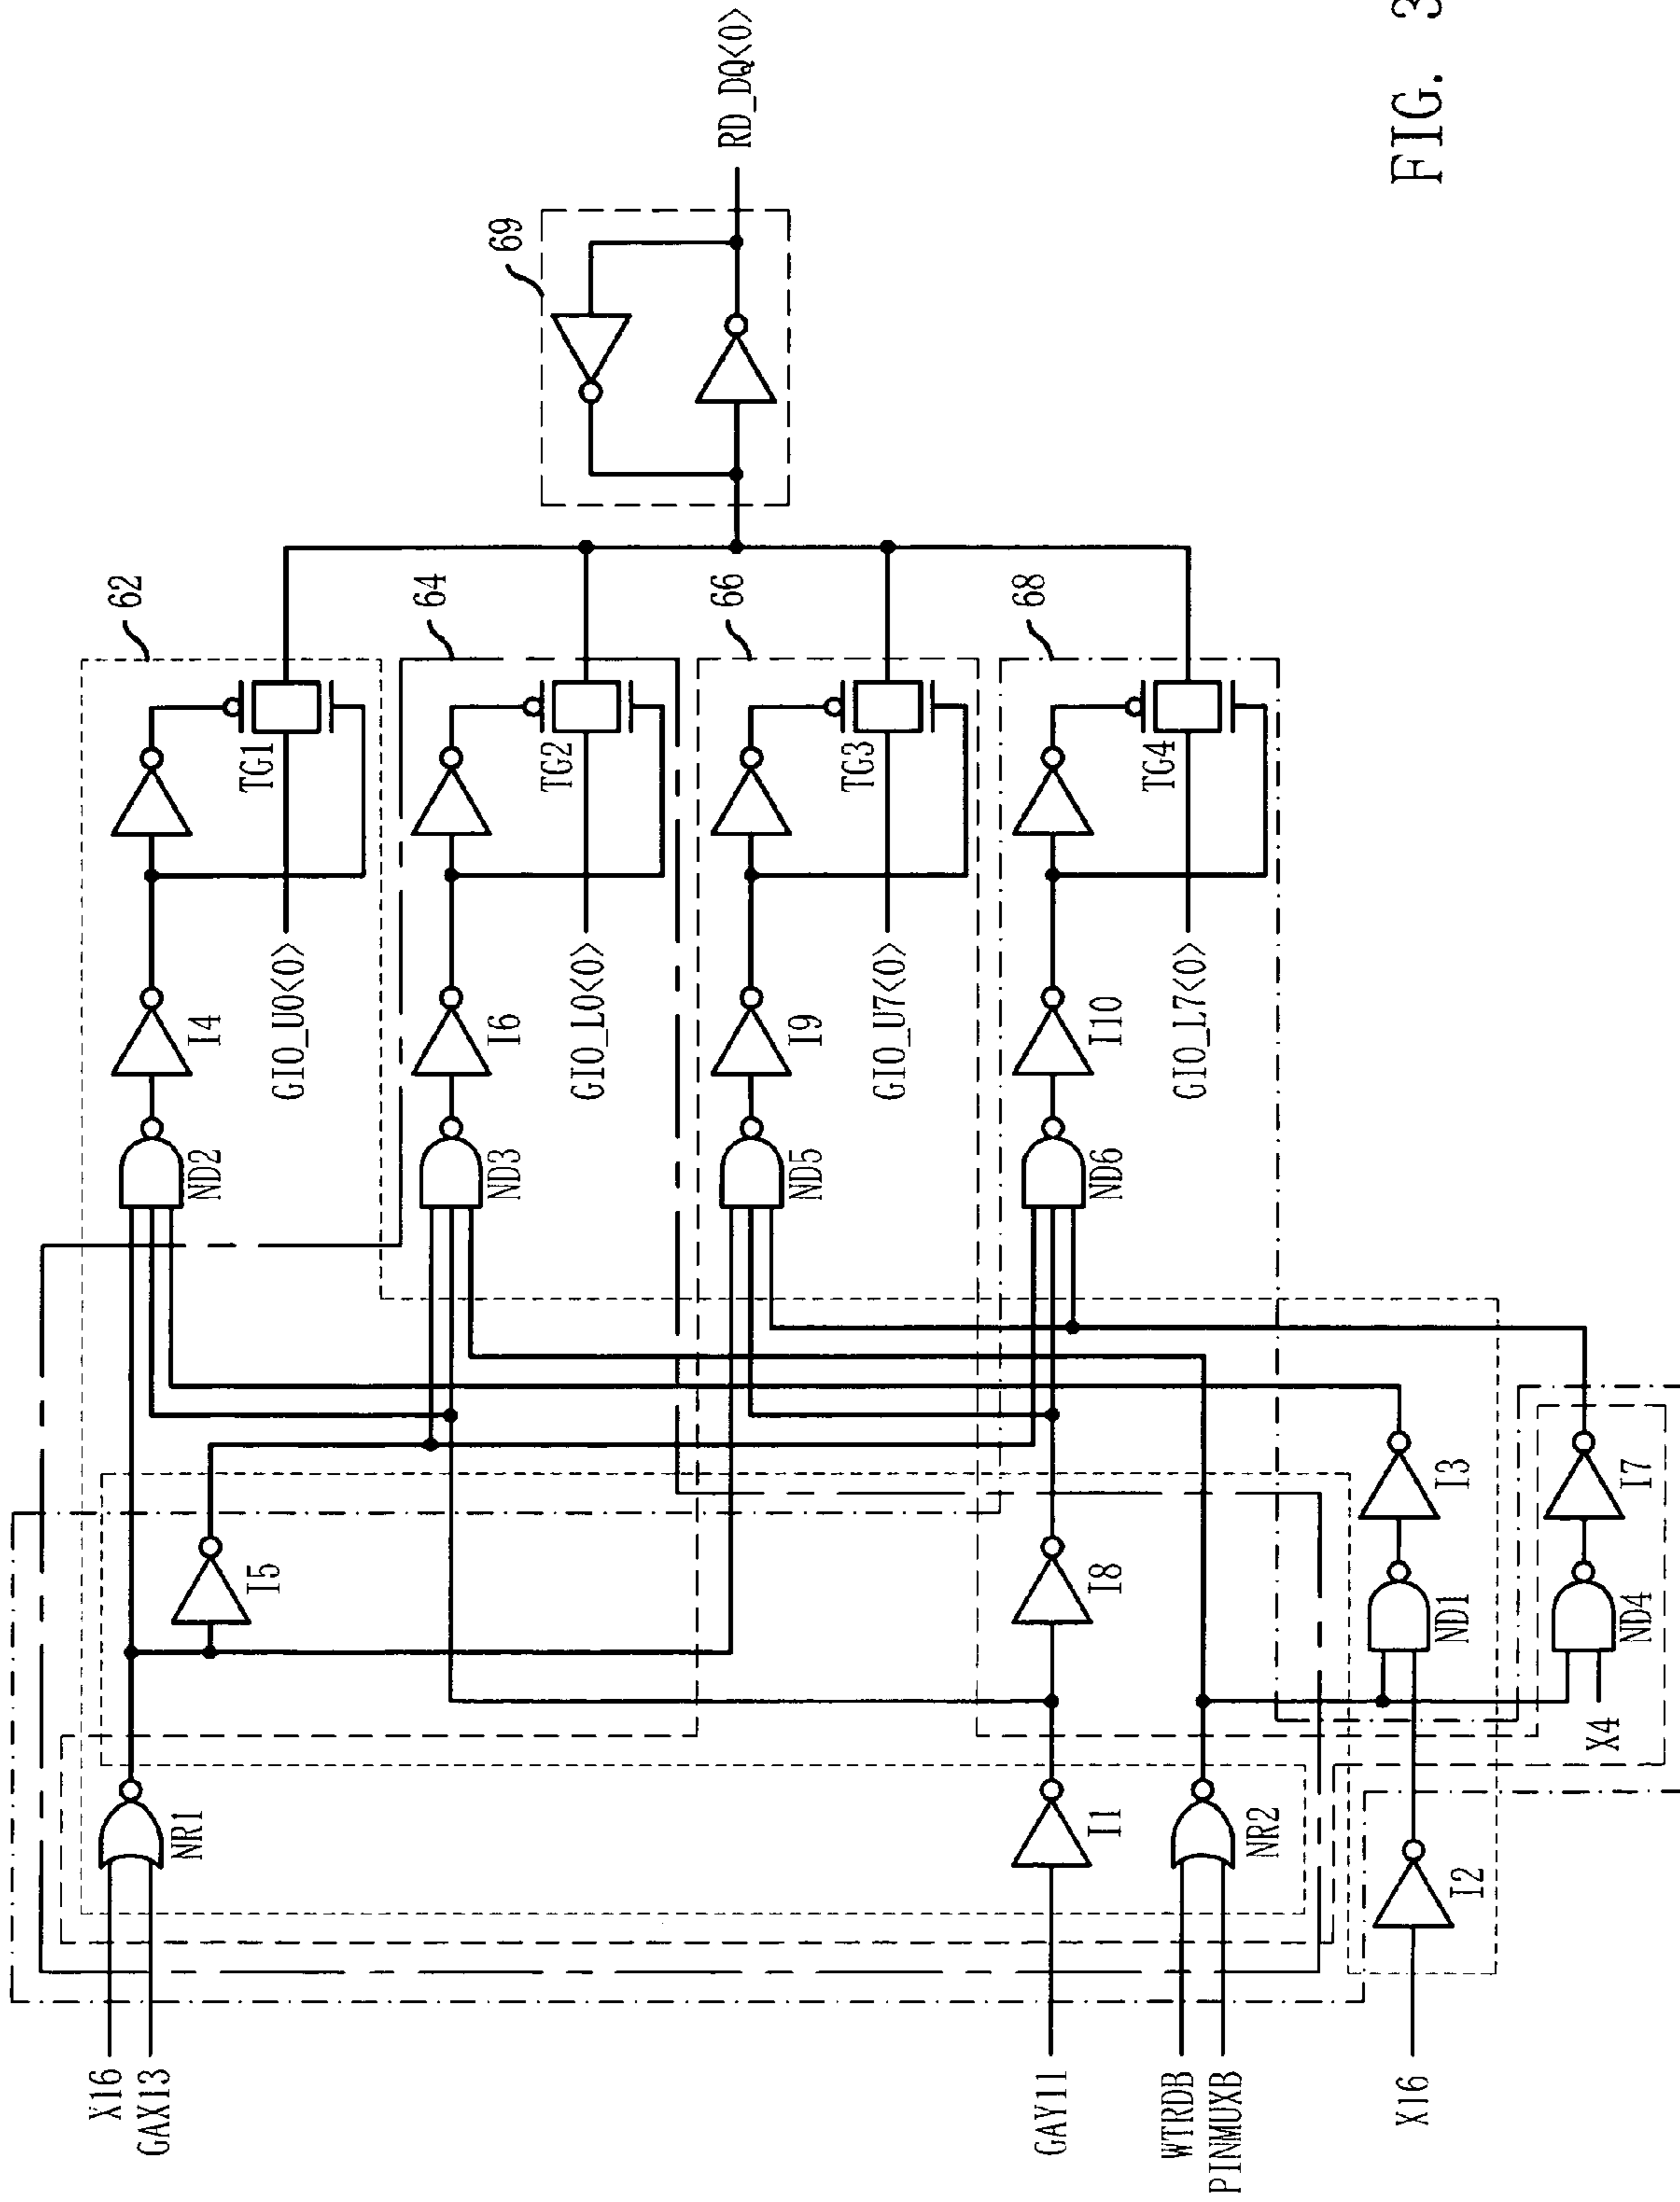 X16
GAX13
GAY11
WTRDB
PINMUXB
X16
NR1
I1
NR2
I2
I5
I8
X4
ND1
ND4
I3
I7
ND2
I4
GIO_U0<0>
TG1
62
ND3
I6
GIO_L0<0>
TG2
64
ND5
I9
GIO_U7<0>
TG3
66
ND6
I10
GIO_L7<0>
TG4
68
69
RD_DQ<0>
FIG. 3